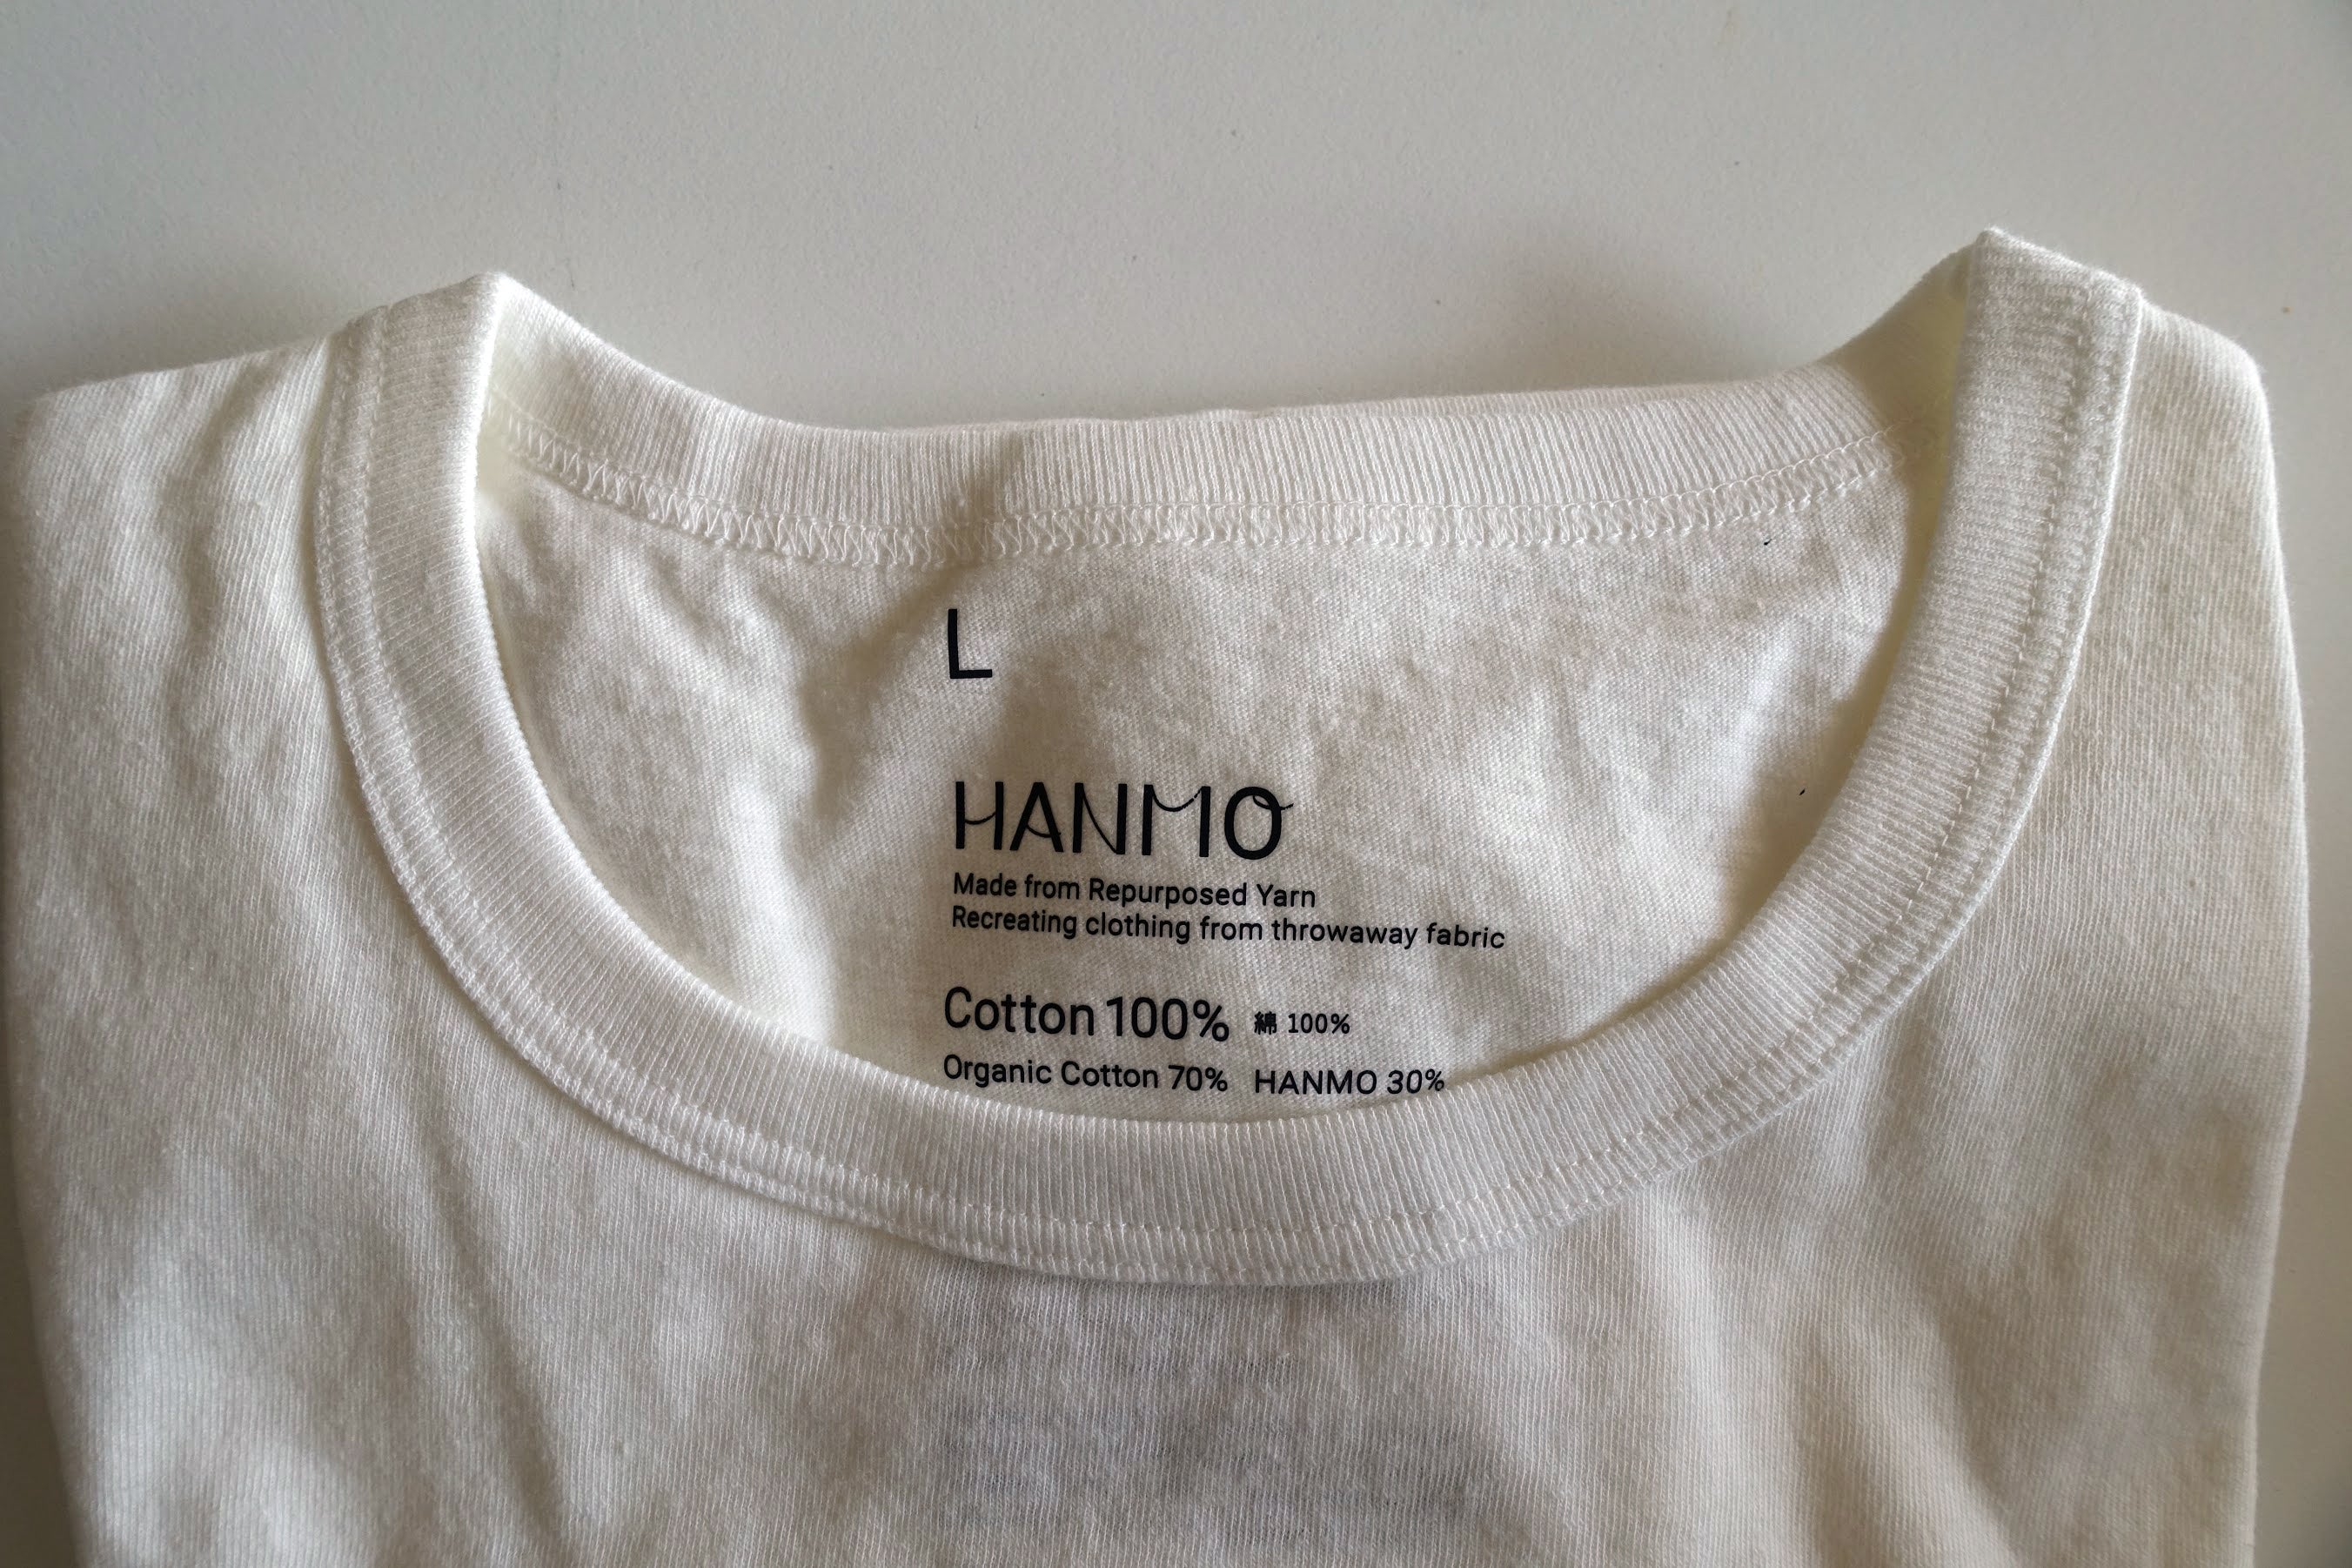 L
HANMO
Made from Repurposed Yarn
Recreating clothing from throwaway fabric
Cotton 100% 綿 100%
Organic Cotton 70% HANMO 30%